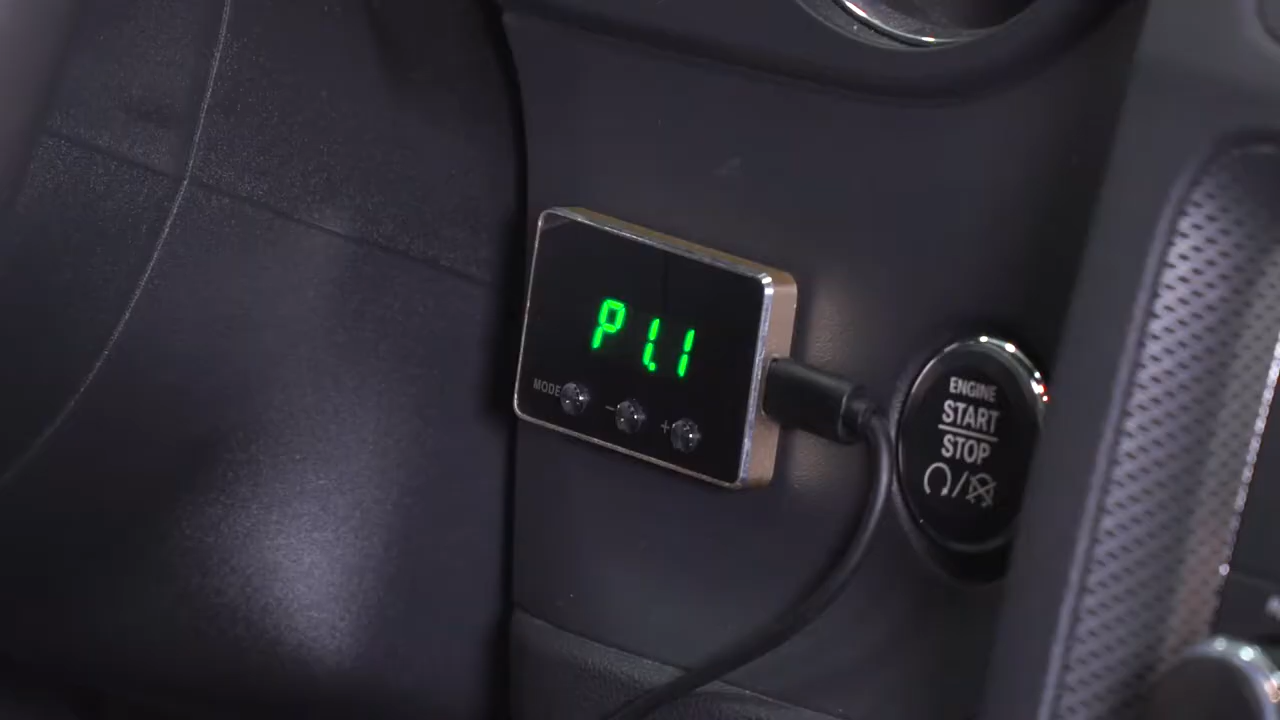 P1.1
MODE
- +
ENGINE
START
STOP